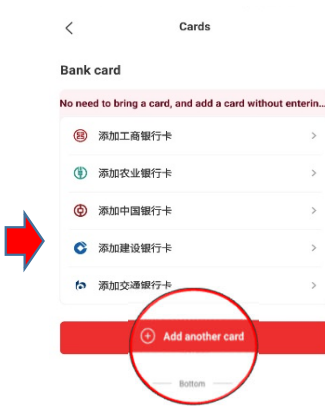 Cards
Bank card
No need to bring a card, and add a card without enterin...
添加工商银行卡
添加农业银行卡
添加中国银行卡
添加建设银行卡
添加交通银行卡
Add another card
Bottom